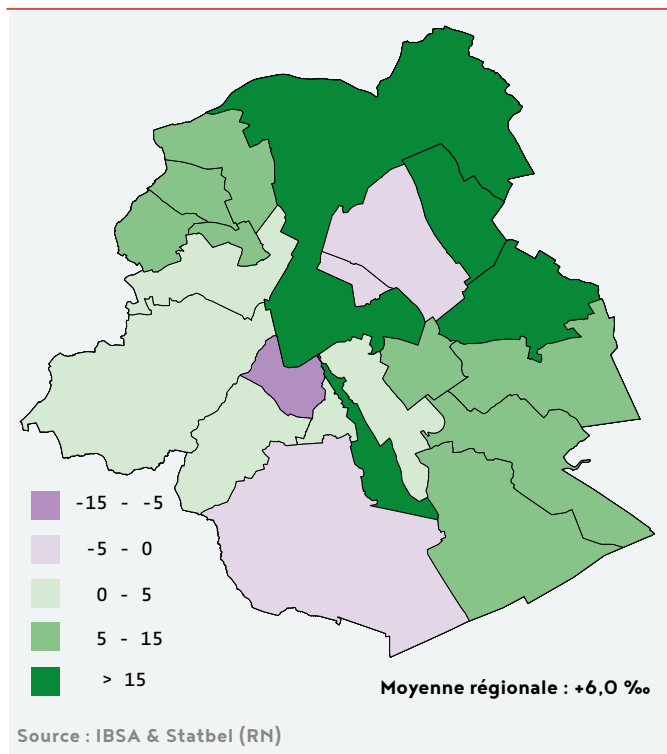 -15 - -5
-5 - 0
0 - 5
5 - 15
> 15
Moyenne régionale : +6,0 ‰
Source : IBSA & Statbel (RN)